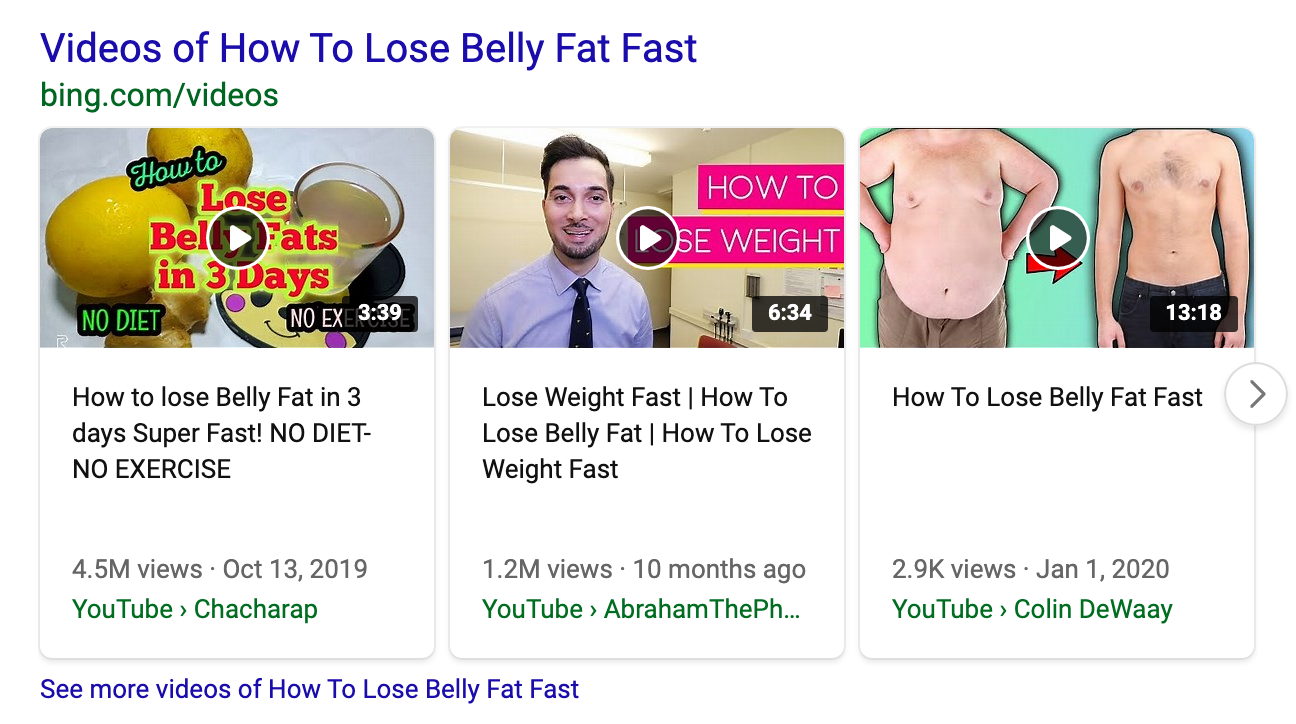 Videos of How To Lose Belly Fat Fast
bing.com/videos
How to
Lose
Belly Fats
in 3 Days
NO DIET
NO EXERCISE
3:39
HOW TO
LOSE WEIGHT
6:34
13:18
How to lose Belly Fat in 3
days Super Fast! NO DIET-
NO EXERCISE
4.5M views · Oct 13, 2019
YouTube › Chacharap
Lose Weight Fast | How To
Lose Belly Fat | How To Lose
Weight Fast
1.2M views · 10 months ago
YouTube › AbrahamThePh...
How To Lose Belly Fat Fast
2.9K views · Jan 1, 2020
YouTube › Colin DeWaay
See more videos of How To Lose Belly Fat Fast